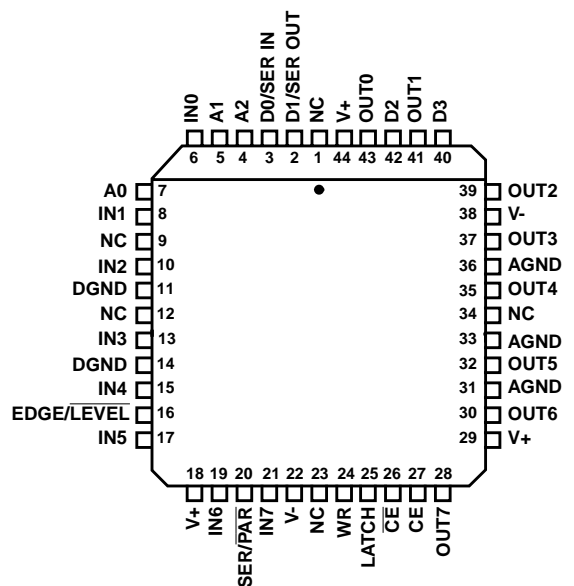 IN0 A1 A2 D0/SER IN D1/SER OUT NC V+ OUT0 D2 OUT1 D3
6 5 4 3 2 1 44 43 42 41 40
A0 7
IN1 8
NC 9
IN2 10
DGND 11
NC 12
IN3 13
DGND 14
IN4 15
EDGE/LEVEL 16
IN5 17
39 OUT2
38 V-
37 OUT3
36 AGND
35 OUT4
34 NC
33 AGND
32 OUT5
31 AGND
30 OUT6
29 V+
18 19 20 21 22 23 24 25 26 27 28
V+ IN6 SER/PAR IN7 V- NC WR LATCH CE CE OUT7